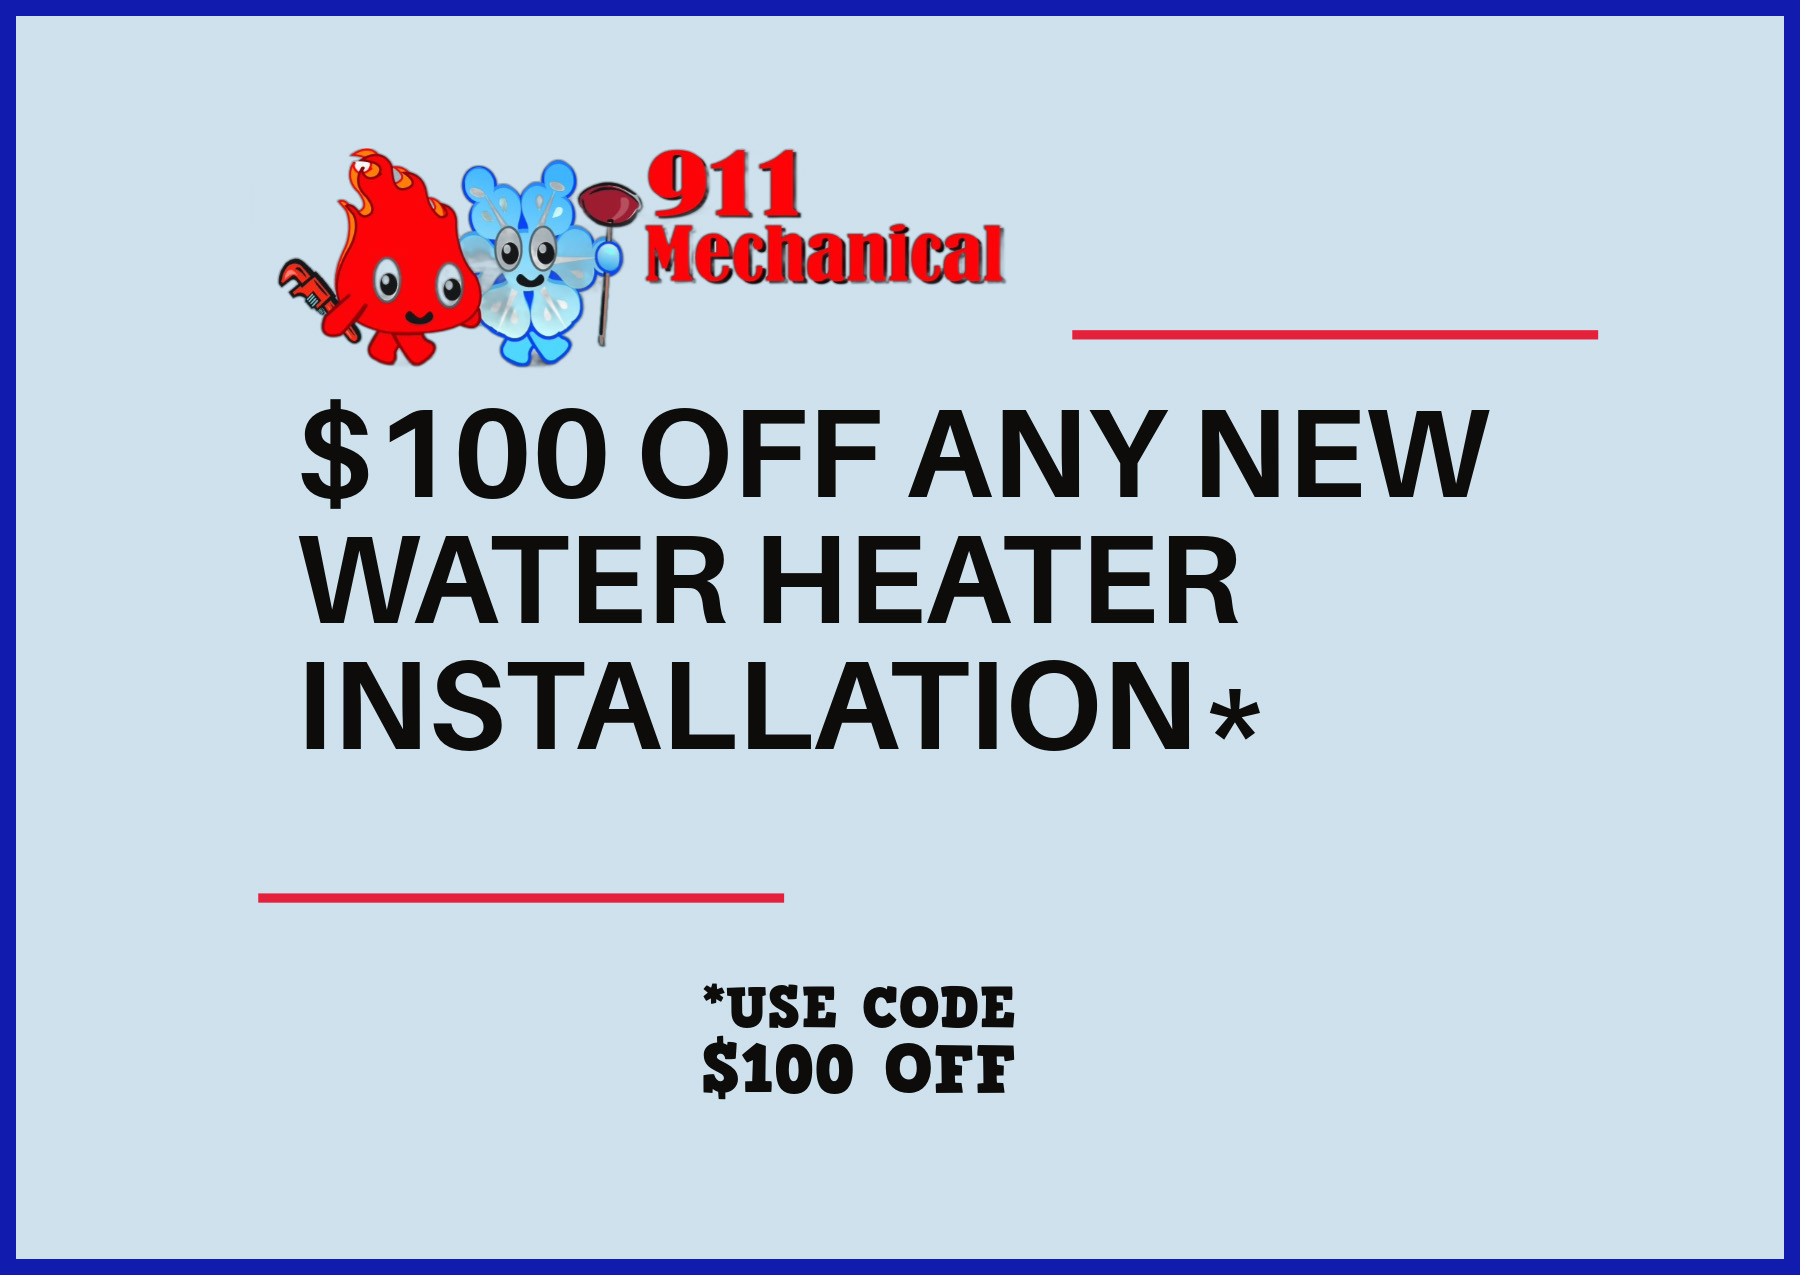 911
Mechanical
$100 OFF ANY NEW
WATER HEATER
INSTALLATION*
*USE CODE
$100 OFF